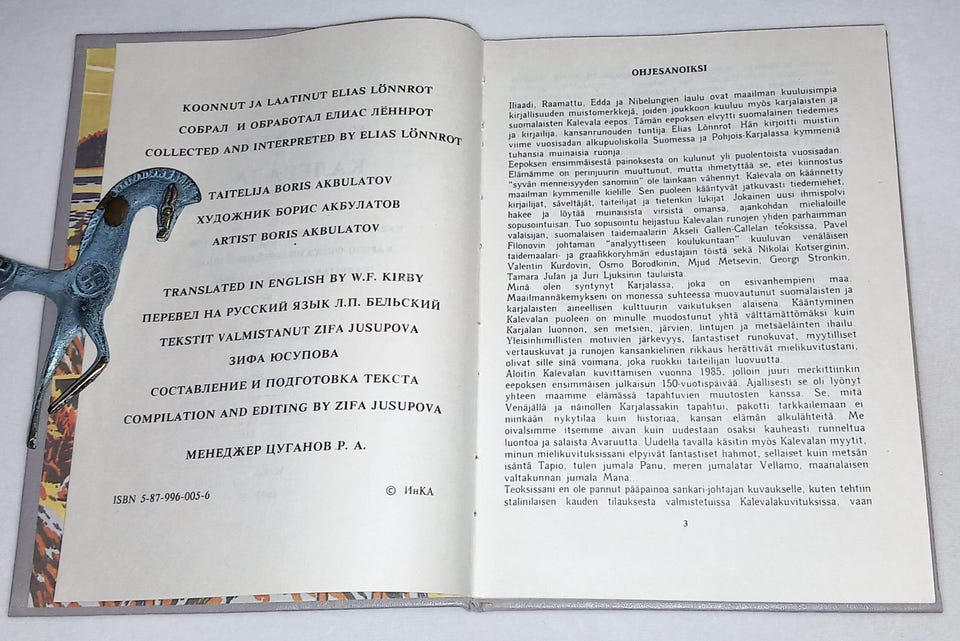 KOONNUT JA LAATINUT ELIAS LÖNNROT
СОБРАЛ И ОБРАБОТАЛ ЕЛИАС ЛЁННРОТ
COLLECTED AND INTERPRETED BY ELIAS LÖNNROT
TAITELIJA BORIS AKBULATOV
ХУДОЖНИК БОРИС АКБУЛАТОВ
ARTIST BORIS AKBULATOV
TRANSLATED IN ENGLISH BY W.F. KIRBY
ПЕРЕВЕЛ НА РУССКИЙ ЯЗЫК Л.П. БЕЛЬСКИЙ
TEKSTIT VALMISTANUT ZIFA JUSUPOVA
ЗИФА ЮСУПОВА
СОСТАВЛЕНИЕ И ПОДГОТОВКА ТЕКСТА
COMPILATION AND EDITING BY ZIFA JUSUPOVA
МЕНЕДЖЕР ЦУГАНОВ Р. А.
ISBN 5-87-996-005-6
© ИнКА
OHJESANOIKSI
Iliaadi, Raamattu, Edda ja Nibelungien laulu ovat maailman kuuluisimpia
kirjallisuuden muistomerkkejä, joiden joukkoon kuuluu myös karjalaisten ja
suomalaisten Kalevala eepos. Tämän eepoksen elvytti suomalainen tiedemies
ja kirjailija, kansanrunouden tuntija Elias Lönnrot. Hän kirjoitti muistiin
viime vuosisadan alkupuoliskolla Suomessa ja Pohjois-Karjalassa kymmeniä
tuhansia muinaisia ruonja.
Eepoksen ensimmäisestä painoksesta on kulunut yli puolentoista vuosisadan.
Elämämme on perinjuurin muuttunut, mutta ihmetyttää se, etei kiinnostus
"syvän menneisyyden sanomiin" ole lainkaan vähennyt. Kalevala on käännetty
maailman kymmenille kielille. Sen puoleen kääntyvät jatkuvasti tiedemiehet,
kirjailijat, säveltäjät, taiteilijat ja tietenkin lukijat. Jokainen uusi ihmispolvi
hakee ja löytää muinaisista virsistä omansa, ajankohdan mielialoille
sopusointuisan. Tuo sopusointu heijastuu Kalevalan runojen yhden parhaimman
valaisijan, suomalaisen taidemaalarin Akseli Gallen-Callelan teoksissa, Pavel
Filonovin johtaman "analyyttiseen koulukuntaan" kuuluvan venäläisen
taidemaalari- ja graafikkoryhmän edustajain töistä sekä Nikolai Kotserginin,
Valentin Kurdovin, Osmo Borodkinin, Mjud Metsevin, Georgi Stronkin,
Tamara Jufan ja Juri Ljuksinin tauluista.
Minä olen syntynyt Karjalassa, joka on esivanhempieni maa.
Maailmannäkemykseni on monessa suhteessa muovautunut suomalaisten ja
karjalaisten aineellisen kulttuurin vaikutuksen alaisena. Kääntyminen
Kalevalan puoleen on minulle muodostunut yhtä välttämättömäksi kuin
Karjalan luonnon, sen metsien, järvien, lintujen ja metsäeläinten ihailu.
Yleisinhimillisten motiivien järkevyys, fantastiset runokuvat, myytilliset
vertauskuvat ja runojen kansankielinen rikkaus herättivät mielikuvitustani,
olivat sille sinä voimana, joka ruokkii taiteilijan luovuutta.
Aloitin Kalevalan kuvittamisen vuonna 1985, jolloin juuri merkittiinkin
eepoksen ensimmäisen julkaisun 150-vuotispäivää. Ajallisesti se oli lyönyt
yhteen maamme elämässä tapahtuvien muutosten kanssa. Se, mitä
Venäjällä ja näinollen Karjalassakin tapahtui, pakotti tarkkailemaan ei
niinkään nykytilaa kuin historiaa, kansan elämän alkulähteitä. Me
oivalsimme itsemme aivan kuin uudestaan osaksi kauheasti runneltua
luontoa ja salaista Avaruutta. Uudella tavalla käsitin myös Kalevalan myytit,
minun mielikuvituksissani elpyivät fantastiset hahmot, sellaiset kuin metsän
isäntä Tapio, tulen jumala Panu, meren jumalatar Vellamo, maanalaisen
valtakunnan jumala Mana...
Teoksissani en ole pannut pääpainoa sankari-johtajan kuvaukselle, kuten tehtiin
stalinilaisen kauden tilauksesta valmistetuissa Kalevalakuvituksissa, vaan
3